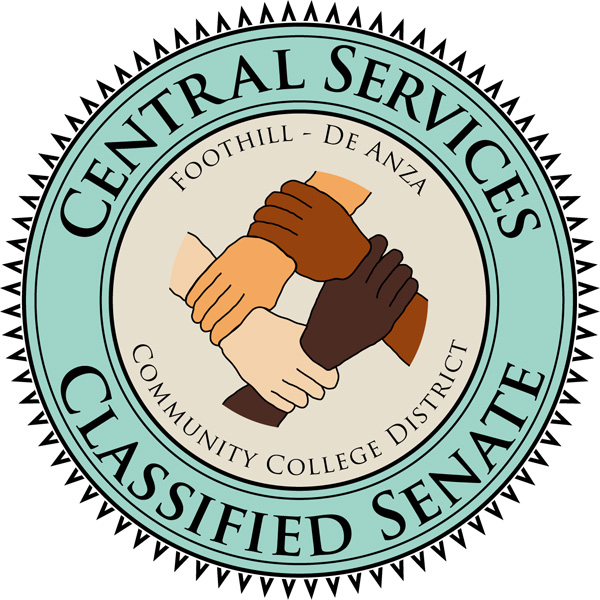 Central Services
Foothill - De Anza
Community College District
Classified Senate